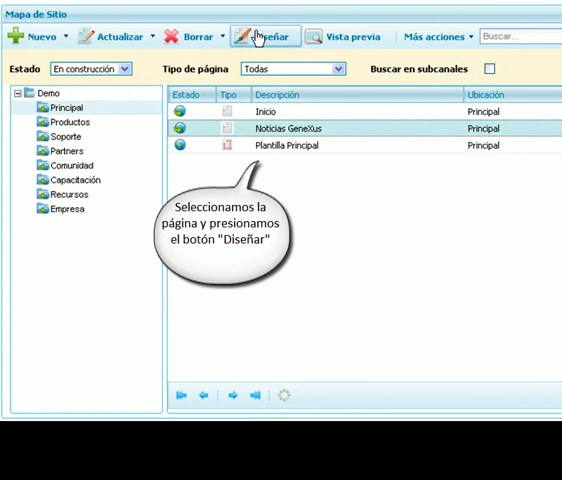 Mapa de Sitio
Nuevo Actualizar Borrar Diseñar Vista previa Más acciones Buscar...
Estado En construcción Tipo de página Todas Buscar en subcanales
Demo
Principal
Productos
Soporte
Partners
Comunidad
Capacitación
Recursos
Empresa
Estado Tipo Descripción Ubicación
Inicio Principal
Noticias GeneXus Principal
Plantilla Principal Principal
Seleccionamos la
página y presionamos
el botón "Diseñar"